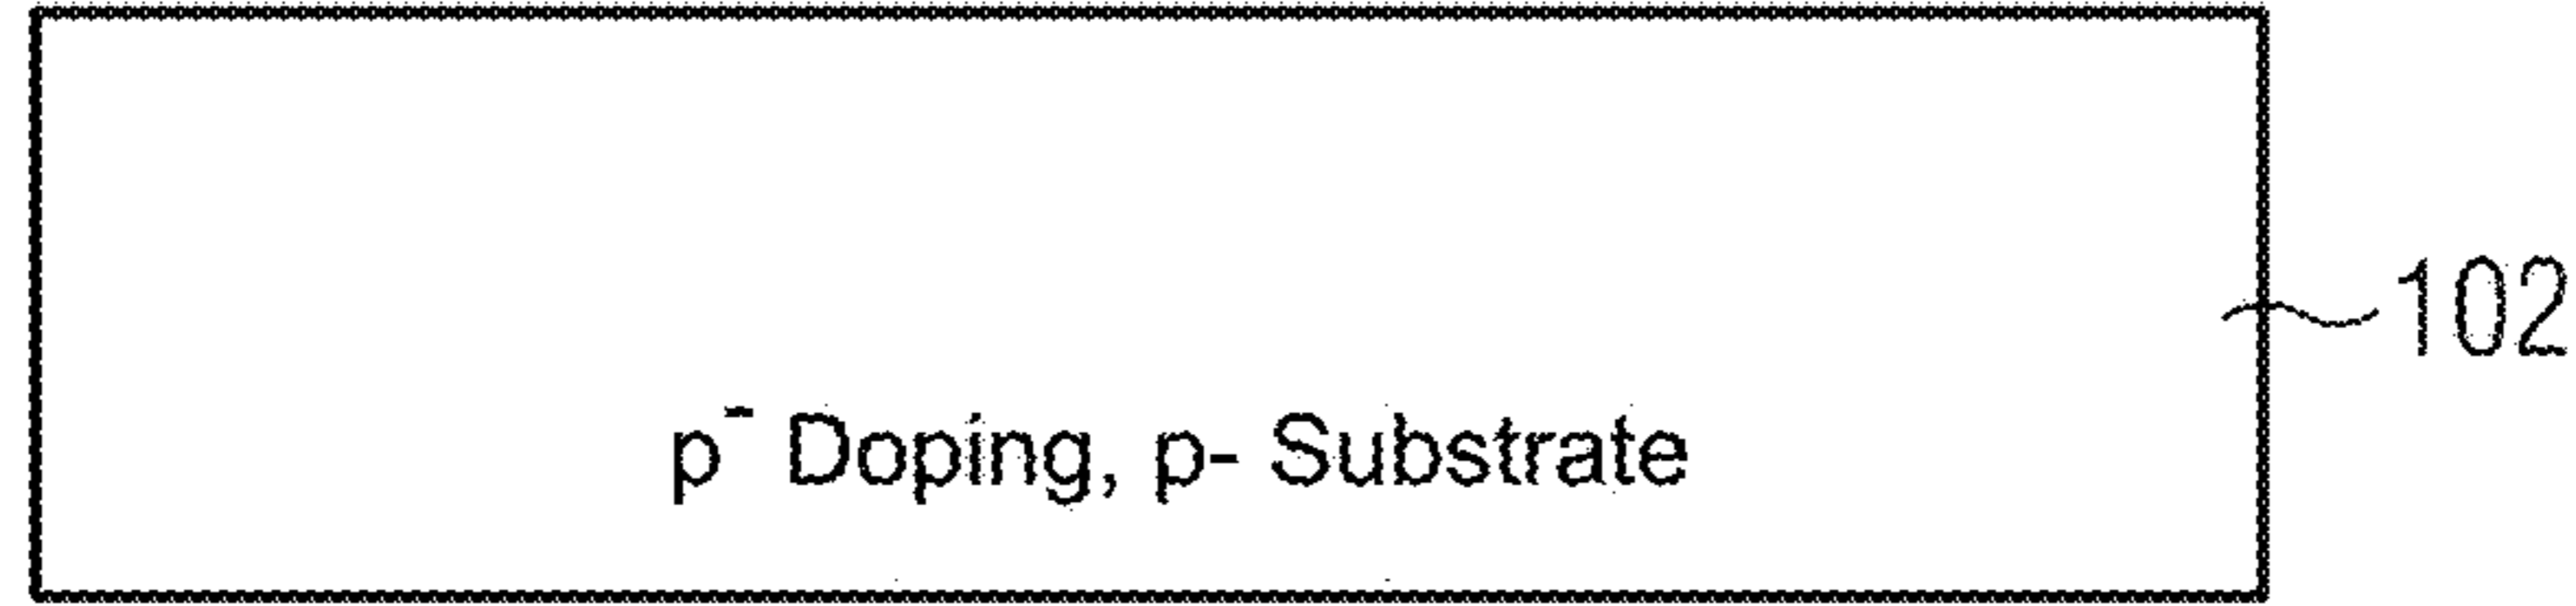 102
p⁻ Doping, p- Substrate